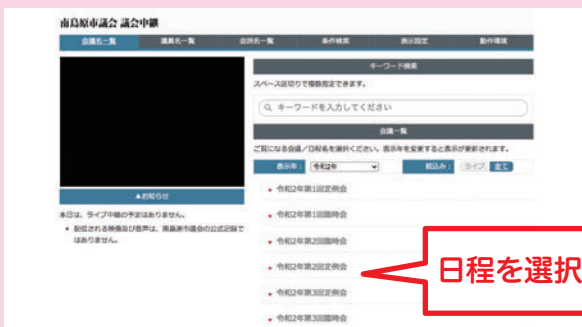 南島原市議会 議会中継
会議名一覧 議員名一覧 会派名一覧 条件検索 表示設定 動作環境
キーワード検索
スペース区切りで複数指定できます。
キーワードを入力してください
会議一覧
ご覧になる会議／日程名を選択ください。表示年を変更すると表示が更新されます。
表示年： 令和2年 絞込み： ライブ 全て
▲お知らせ
本日は、ライブ中継の予定はありません。
• 配信される映像及び音声は、南島原市議会の公式記録ではありません。
令和2年第1回定例会
令和2年第1回臨時会
令和2年第2回臨時会
令和2年第2回定例会
令和2年第3回定例会
令和2年第3回臨時会
日程を選択